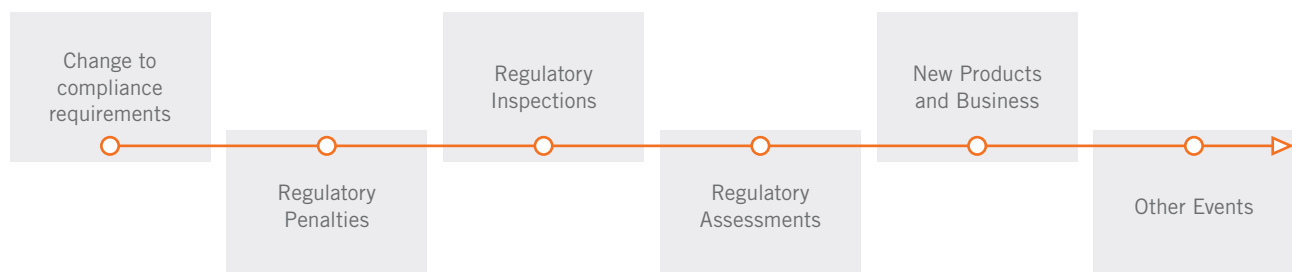 Change to
compliance
requirements
Regulatory
Penalties
Regulatory
Inspections
Regulatory
Assessments
New Products
and Business
Other Events